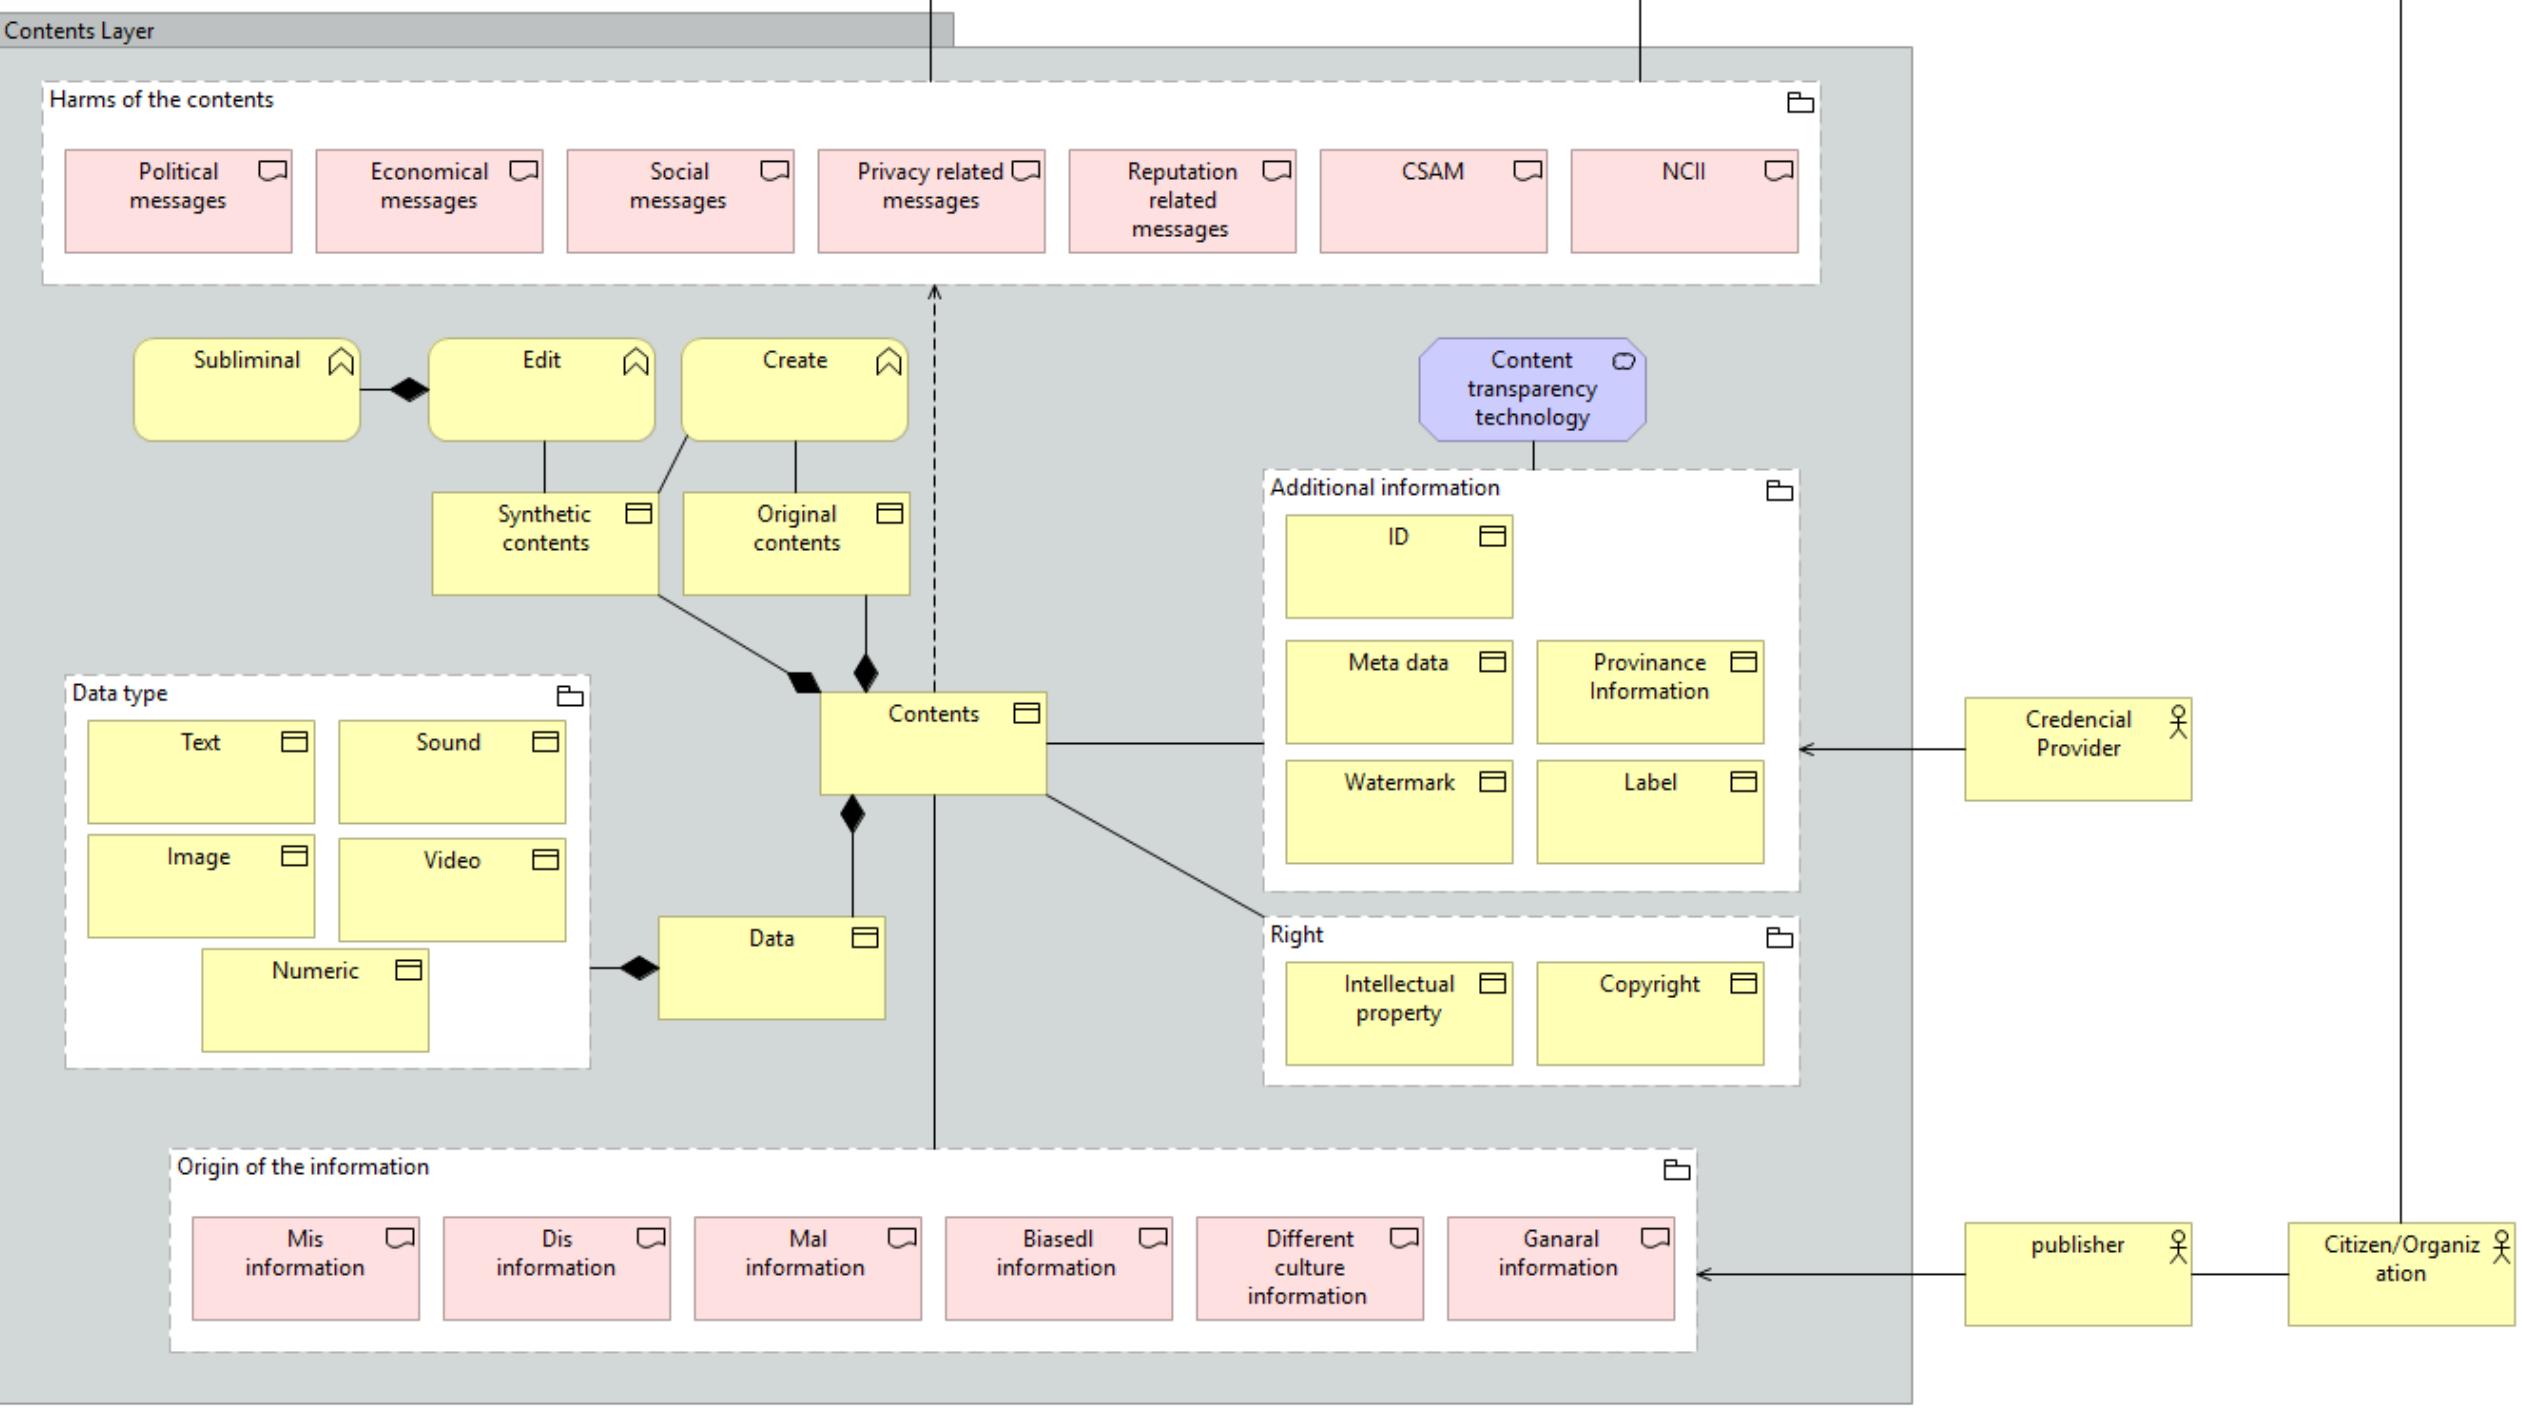 Contents Layer
Harms of the contents
Political
messages
Economical
messages
Social
messages
Privacy related
messages
Reputation
related
messages
CSAM
NCII
Subliminal
Edit
Create
Content
transparency
technology
Synthetic
contents
Original
contents
Additional information
ID
Meta data
Provinance
Information
Watermark
Label
Credencial
Provider
Data type
Text
Sound
Image
Video
Numeric
Contents
Data
Right
Intellectual
property
Copyright
Origin of the information
Mis
information
Dis
information
Mal
information
Biasedl
information
Different
culture
information
Ganaral
information
publisher
Citizen/Organiz
ation